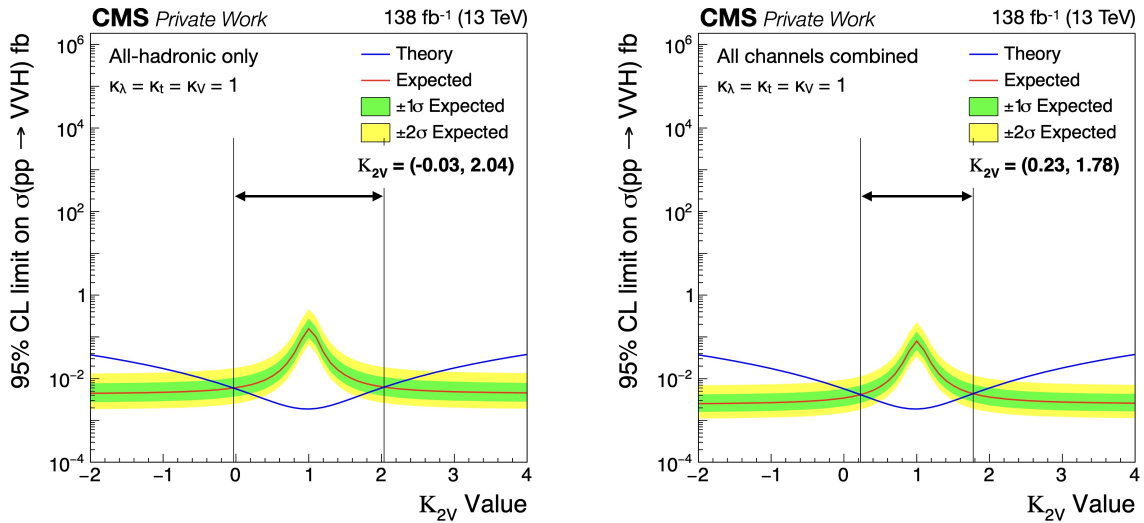 CMS Private Work 138 fb⁻¹ (13 TeV)
95% CL limit on σ(pp → VVH) fb
All-hadronic only
κλ = κt = κV = 1
Theory
Expected
±1σ Expected
±2σ Expected
κ2V = (-0.03, 2.04)
10⁶
10⁴
10²
1
10⁻²
10⁻⁴
−2 −1 0 1 2 3 4
κ2V Value
CMS Private Work 138 fb⁻¹ (13 TeV)
95% CL limit on σ(pp → VVH) fb
All channels combined
κλ = κt = κV = 1
Theory
Expected
±1σ Expected
±2σ Expected
κ2V = (0.23, 1.78)
10⁶
10⁴
10²
1
10⁻²
10⁻⁴
−2 −1 0 1 2 3 4
κ2V Value